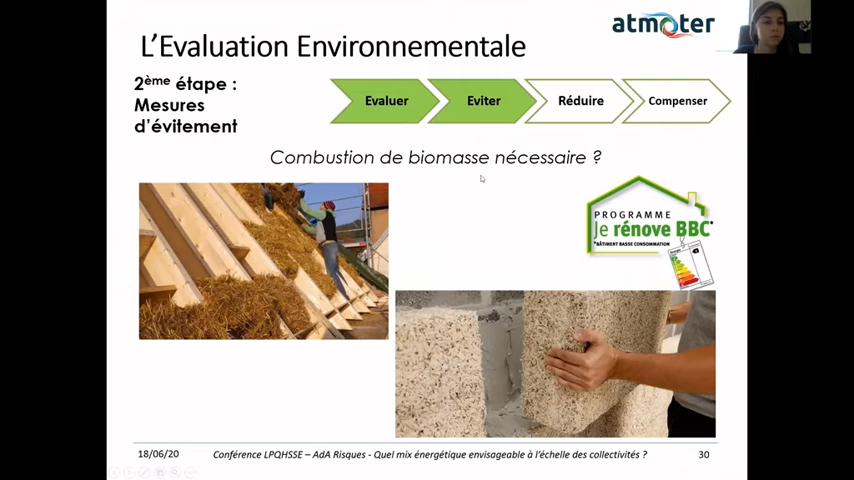 atmoter
L'Evaluation Environnementale
2ème étape :
Mesures
d'évitement
Evaluer
Eviter
Réduire
Compenser
Combustion de biomasse nécessaire ?
PROGRAMME
Je rénove BBC*
*BÂTIMENT BASSE CONSOMMATION
18/06/20
Conférence LPQHSSE – AdA Risques - Quel mix énergétique envisageable à l'échelle des collectivités ?
30